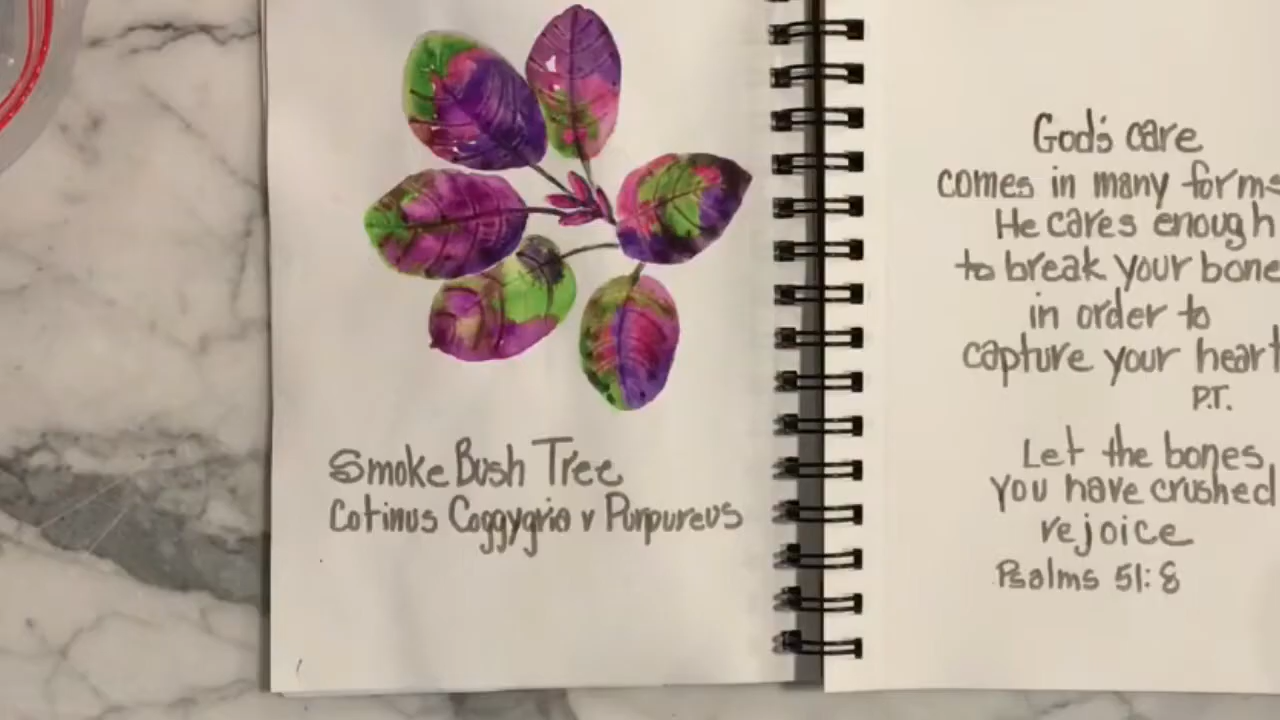 Smoke Bush Tree
Cotinus Coggygria v Purpureus
God's care
comes in many forms
He cares enough
to break your bone
in order to
capture your heart
P.T.
Let the bones
you have crushed
rejoice
Psalms 51:8